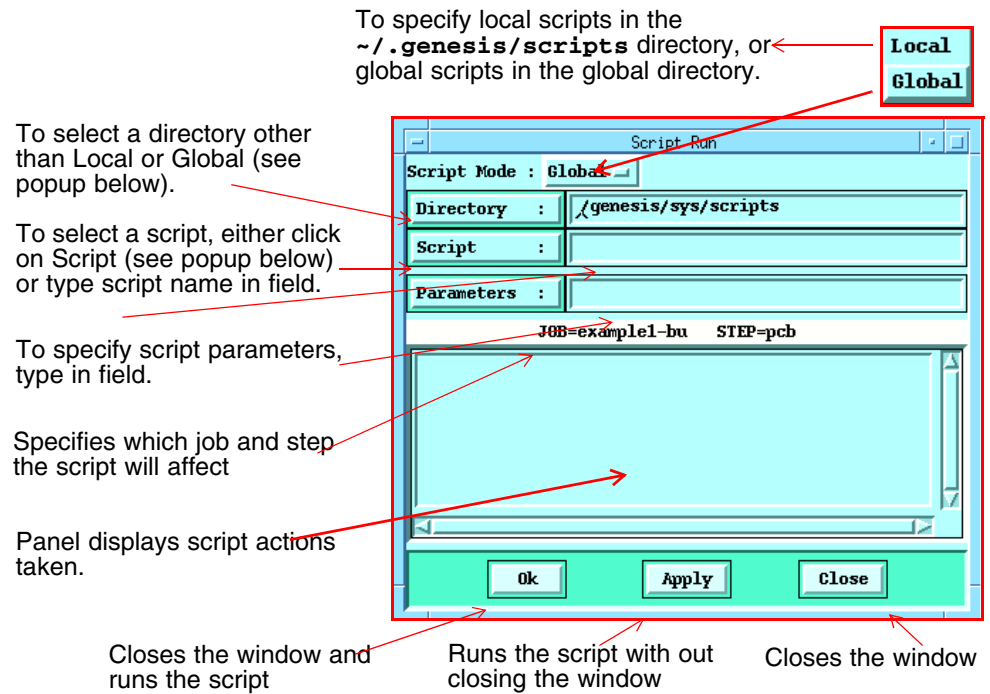 To specify local scripts in the
~/.genesis/scripts directory, or
global scripts in the global directory.
Local
Global
To select a directory other
than Local or Global (see
popup below).
To select a script, either click
on Script (see popup below)
or type script name in field.
To specify script parameters,
type in field.
Specifies which job and step
the script will affect
Panel displays script actions
taken.
Script Run
Script Mode : Global
Directory : /genesis/sys/scripts
Script :
Parameters :
JOB=example1-bu STEP=pcb
Ok Apply Close
Closes the window and
runs the script
Runs the script with out
closing the window
Closes the window